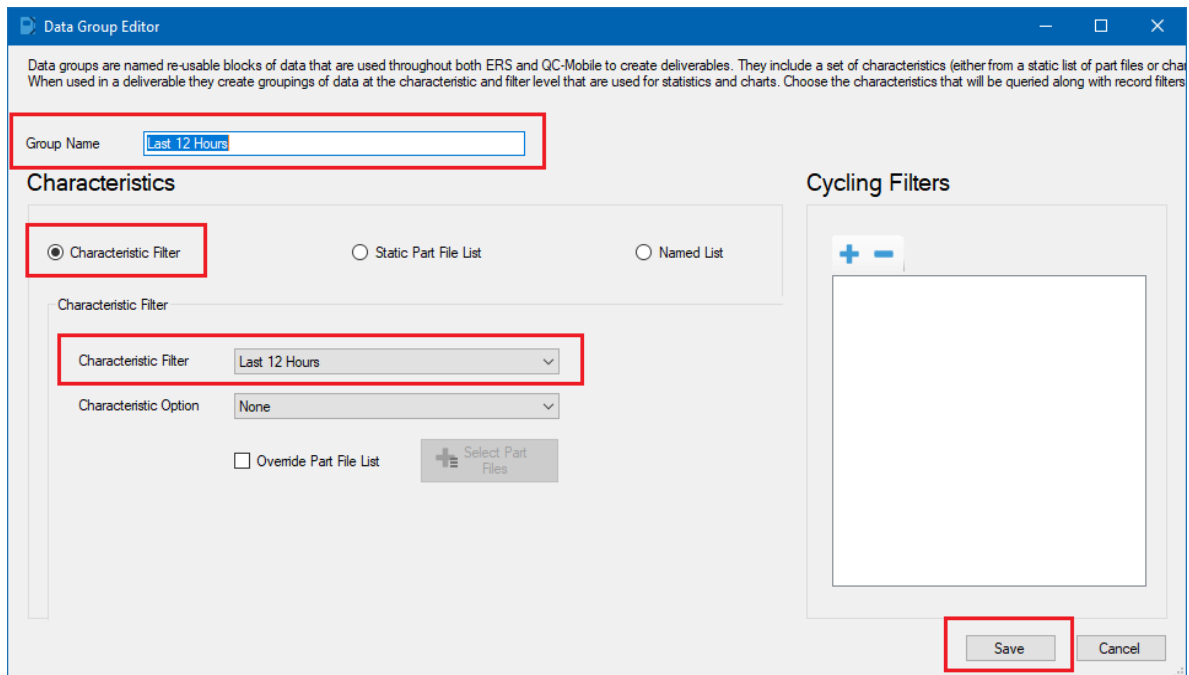 Data Group Editor
Data groups are named re-usable blocks of data that are used throughout both ERS and QC-Mobile to create deliverables. They include a set of characteristics (either from a static list of part files or cha
When used in a deliverable they create groupings of data at the characteristic and filter level that are used for statistics and charts. Choose the characteristics that will be queried along with record filters
Group Name Last 12 Hours
Characteristics Cycling Filters
Characteristic Filter Static Part File List Named List
Characteristic Filter
Characteristic Filter Last 12 Hours
Characteristic Option None
Override Part File List Select Part
Files
Save Cancel